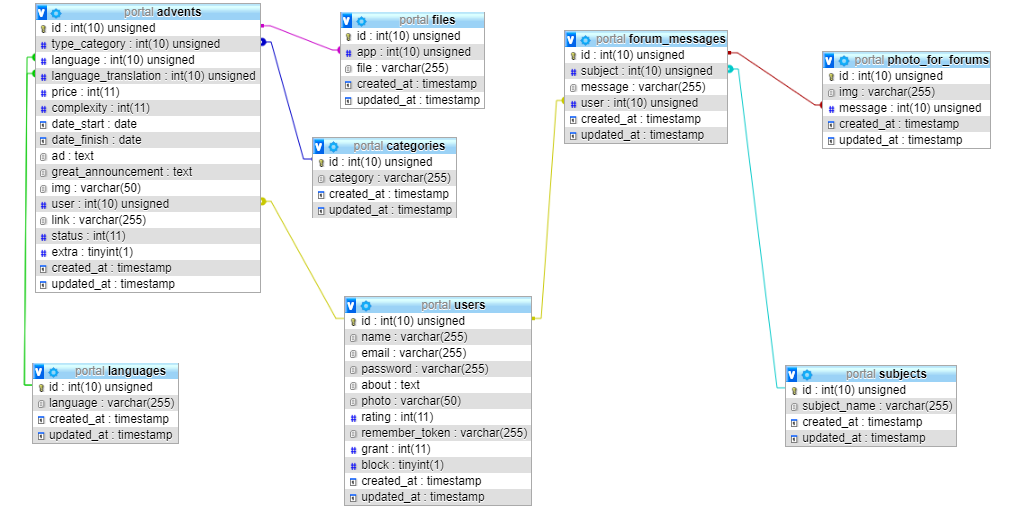 portal advents
id : int(10) unsigned
type_category : int(10) unsigned
language : int(10) unsigned
language_translation : int(10) unsigned
price : int(11)
complexity : int(11)
date_start : date
date_finish : date
ad : text
great_announcement : text
img : varchar(50)
user : int(10) unsigned
link : varchar(255)
status : int(11)
extra : tinyint(1)
created_at : timestamp
updated_at : timestamp
portal files
id : int(10) unsigned
app : int(10) unsigned
file : varchar(255)
created_at : timestamp
updated_at : timestamp
portal categories
id : int(10) unsigned
category : varchar(255)
created_at : timestamp
updated_at : timestamp
portal forum_messages
id : int(10) unsigned
subject : int(10) unsigned
message : varchar(255)
user : int(10) unsigned
created_at : timestamp
updated_at : timestamp
portal photo_for_forums
id : int(10) unsigned
img : varchar(255)
message : int(10) unsigned
created_at : timestamp
updated_at : timestamp
portal users
id : int(10) unsigned
name : varchar(255)
email : varchar(255)
password : varchar(255)
about : text
photo : varchar(50)
rating : int(11)
remember_token : varchar(255)
grant : int(11)
block : tinyint(1)
created_at : timestamp
updated_at : timestamp
portal languages
id : int(10) unsigned
language : varchar(255)
created_at : timestamp
updated_at : timestamp
portal subjects
id : int(10) unsigned
subject_name : varchar(255)
created_at : timestamp
updated_at : timestamp